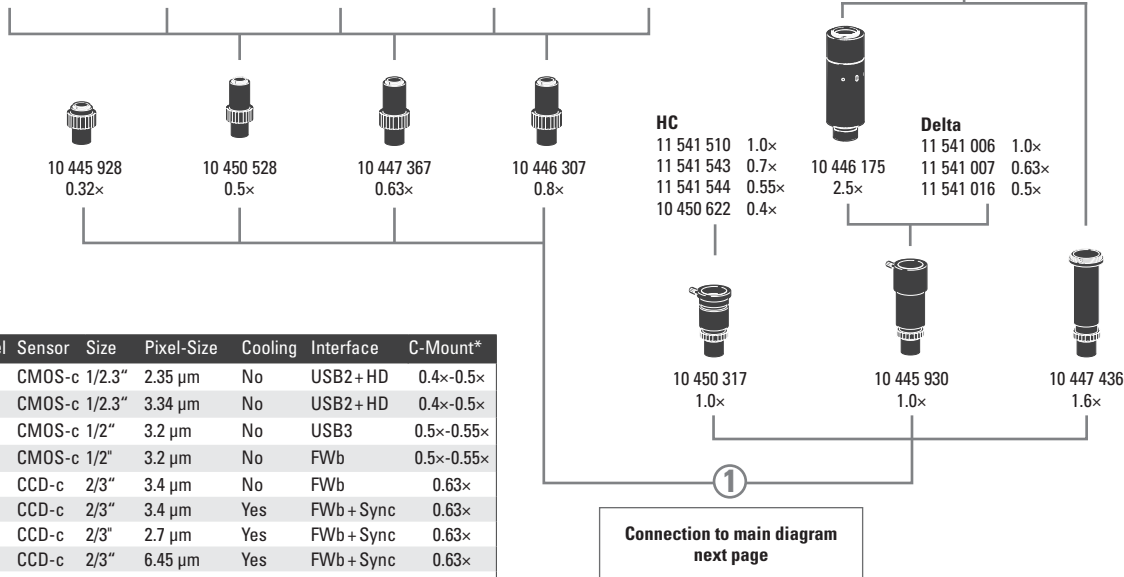 10 445 928
0.32×
10 450 528
0.5×
10 447 367
0.63×
10 446 307
0.8×
HC
11 541 510 1.0×
11 541 543 0.7×
11 541 544 0.55×
10 450 622 0.4×
10 446 175
2.5×
Delta
11 541 006 1.0×
11 541 007 0.63×
11 541 016 0.5×
10 450 317
1.0×
10 445 930
1.0×
10 447 436
1.6×
Sensor Size Pixel-Size Cooling Interface C-Mount*
CMOS-c 1/2.3“ 2.35 µm No USB2+HD 0.4×-0.5×
CMOS-c 1/2.3“ 3.34 µm No USB2+HD 0.4×-0.5×
CMOS-c 1/2“ 3.2 µm No USB3 0.5×-0.55×
CMOS-c 1/2" 3.2 µm No FWb 0.5×-0.55×
CCD-c 2/3“ 3.4 µm No FWb 0.63×
CCD-c 2/3“ 3.4 µm Yes FWb+Sync 0.63×
CCD-c 2/3" 2.7 µm Yes FWb+Sync 0.63×
CCD-c 2/3“ 6.45 µm Yes FWb+Sync 0.63×
1
Connection to main diagram
next page